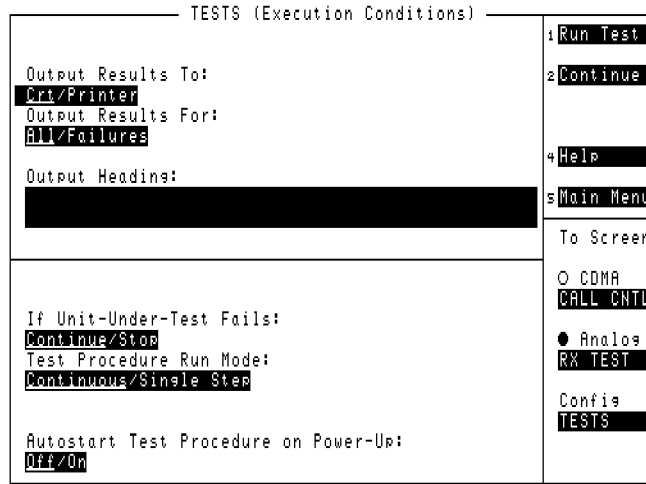 TESTS (Execution Conditions)
Output Results To:
Crt/Printer
Output Results For:
All/Failures
Output Heading:
If Unit-Under-Test Fails:
Continue/Stop
Test Procedure Run Mode:
Continuous/Single Step
Autostart Test Procedure on Power-Up:
Off/On
1 Run Test
2 Continue
4 Help
5 Main Menu
To Screen
CDMA
CALL CNTL
Analog
RX TEST
Config
TESTS